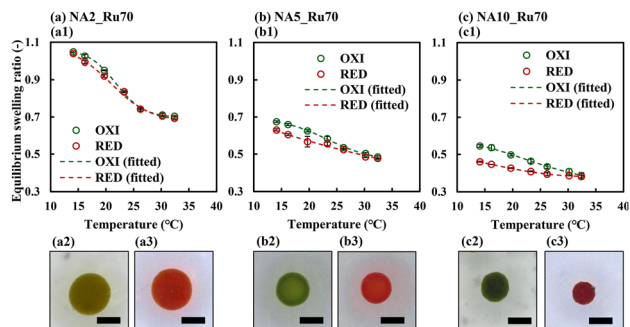 (a) NA2_Ru70
(a1)
Equilibrium swelling ratio (-)
1.1
0.9
0.7
0.5
0.3
OXI
RED
OXI (fitted)
RED (fitted)
10 15 20 25 30 35 40
Temperature (°C)
(b) NA5_Ru70
(b1)
1.1
0.9
0.7
0.5
0.3
OXI
RED
OXI (fitted)
RED (fitted)
10 15 20 25 30 35 40
Temperature (°C)
(c) NA10_Ru70
(c1)
1.1
0.9
0.7
0.5
0.3
OXI
RED
OXI (fitted)
RED (fitted)
10 15 20 25 30 35 40
Temperature (°C)
(a2) (a3)
(b2) (b3)
(c2) (c3)